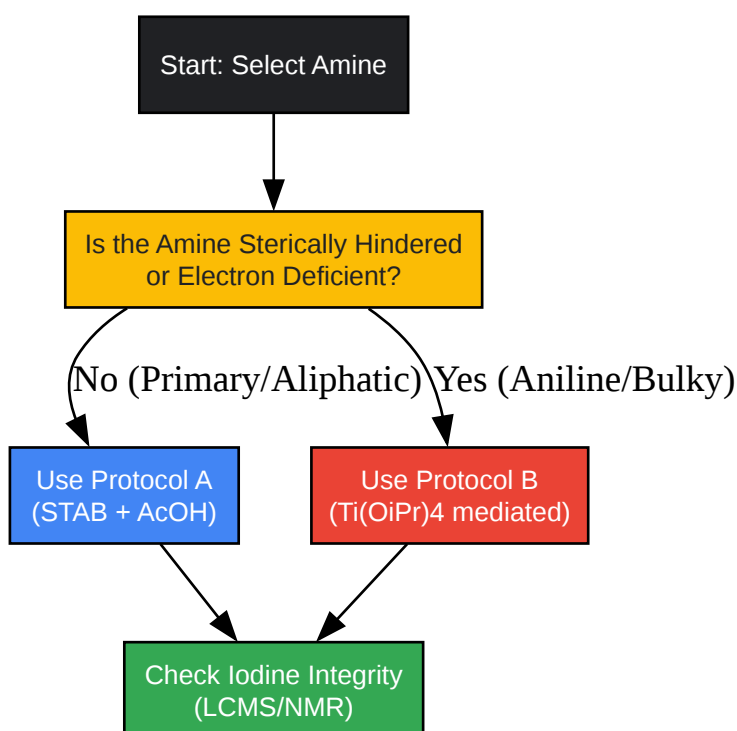 Start: Select Amine
Is the Amine Sterically Hindered
or Electron Deficient?
No (Primary/Aliphatic)
Yes (Aniline/Bulky)
Use Protocol A
(STAB + AcOH)
Use Protocol B
(Ti(OiPr)4 mediated)
Check Iodine Integrity
(LCMS/NMR)